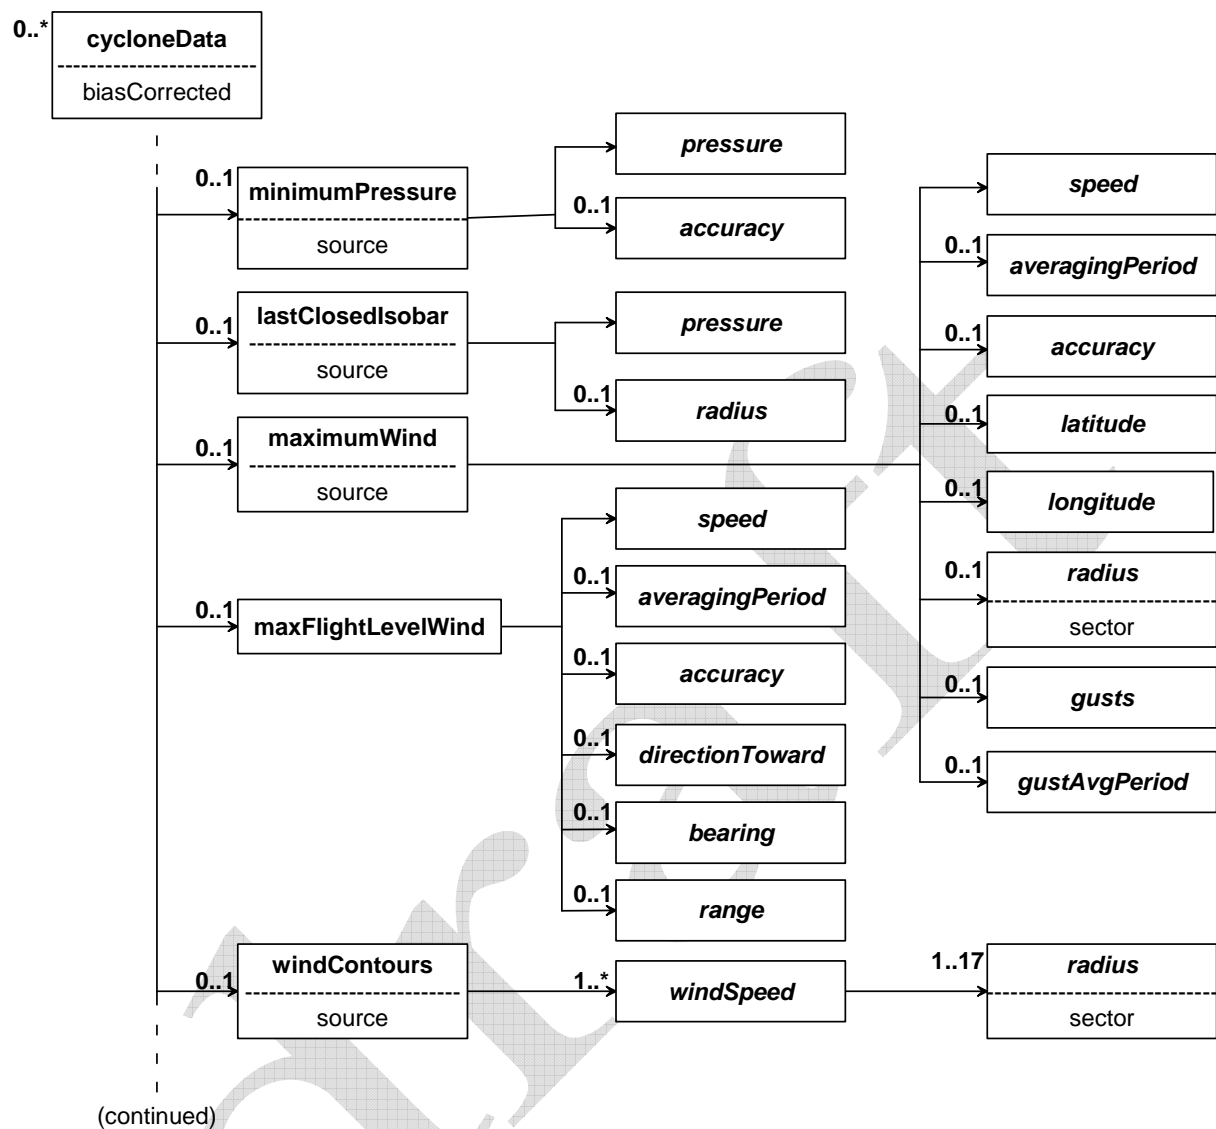 0..*
cycloneData
biasCorrected
0..1
minimumPressure
source
pressure
0..1
accuracy
0..1
lastClosedIsobar
source
pressure
0..1
radius
0..1
maximumWind
source
speed
0..1
averagingPeriod
0..1
accuracy
0..1
latitude
0..1
longitude
0..1
radius
sector
0..1
gusts
0..1
gustAvgPeriod
0..1
maxFlightLevelWind
speed
0..1
averagingPeriod
0..1
accuracy
0..1
directionToward
0..1
bearing
0..1
range
0..1
windContours
source
1..*
windSpeed
1..17
radius
sector
(continued)
draft